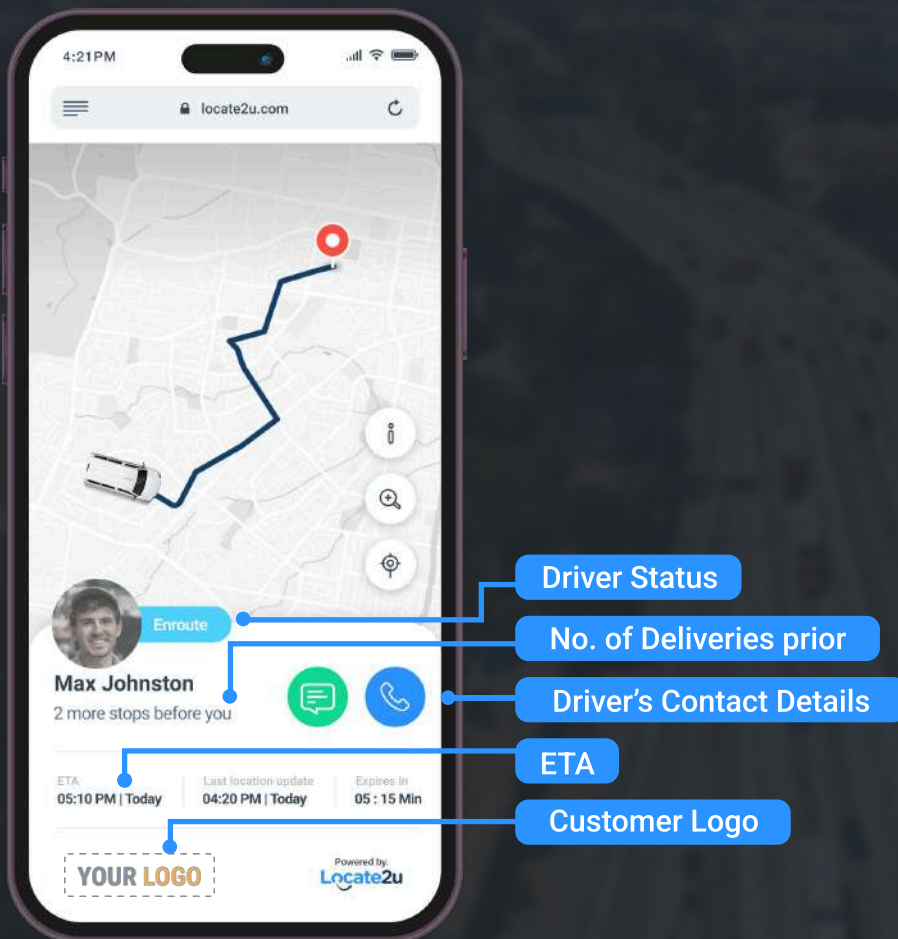 4:21PM
locate2u.com
Enroute
Driver Status
No. of Deliveries prior
Max Johnston
2 more stops before you
Driver's Contact Details
ETA
ETA Last location update Expires in
05:10 PM | Today 04:20 PM | Today 05 : 15 Min
Customer Logo
YOUR LOGO
Powered by.
Locate2u